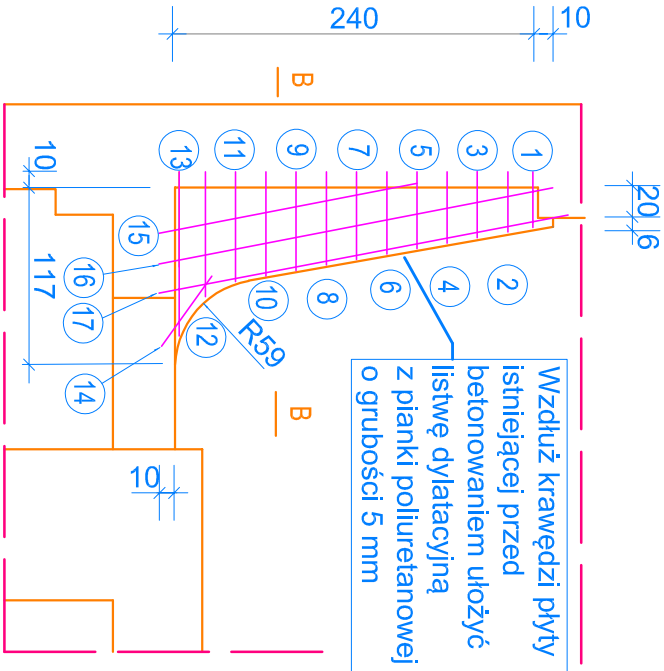 240
10
B
10
13
11
9
7
5
3
1
20
6
15
16
17
117
14
12
10
8
6
4
2
R59
B
10
Wzdłuż krawędzi płyty
istniejącej przed
betonowaniem ułożyć
listwę dylatacyjną
z pianki poliuretanowej
o grubości 5 mm